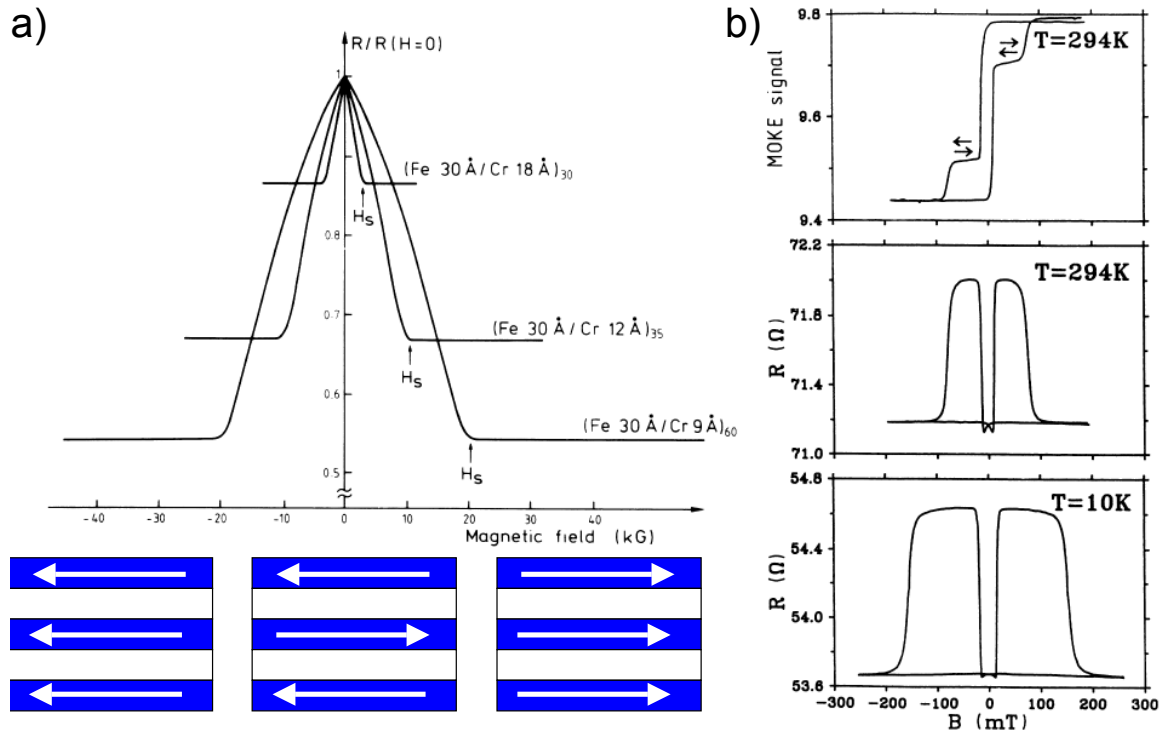 a)
R/R(H=0)
1
(Fe 30 Å/Cr 18 Å)30
HS
0.8
0.7
(Fe 30 Å/Cr 12 Å)35
HS
0.6
(Fe 30 Å/Cr 9 Å)60
HS
0.5
-40 -30 -20 -10 0 10 20 30 40
Magnetic field (kG)
b)
9.8
T=294K
MOKE signal
9.6
9.4
72.2
T=294K
R (Ω)
71.8
71.4
71.0
54.8
T=10K
R (Ω)
54.4
54.0
53.6
-300 -200 -100 0 100 200 300
B (mT)